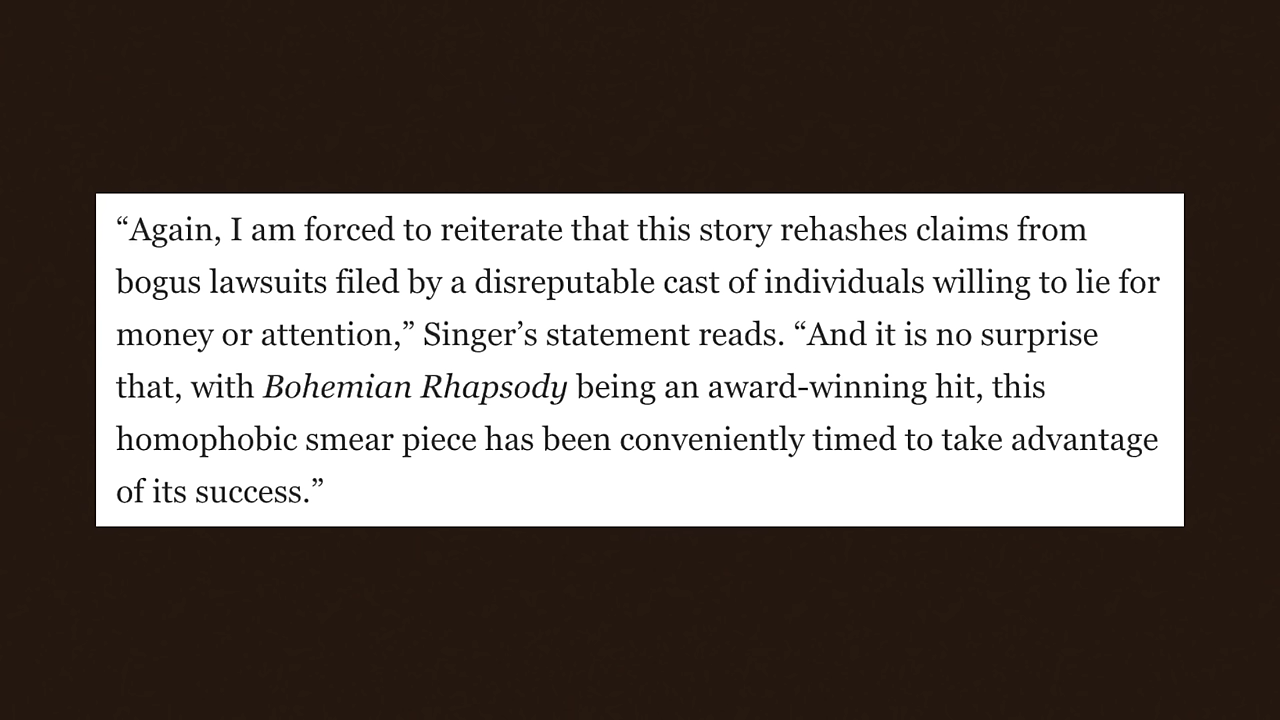 “Again, I am forced to reiterate that this story rehashes claims from
bogus lawsuits filed by a disreputable cast of individuals willing to lie for
money or attention,” Singer’s statement reads. “And it is no surprise
that, with Bohemian Rhapsody being an award-winning hit, this
homophobic smear piece has been conveniently timed to take advantage
of its success.”